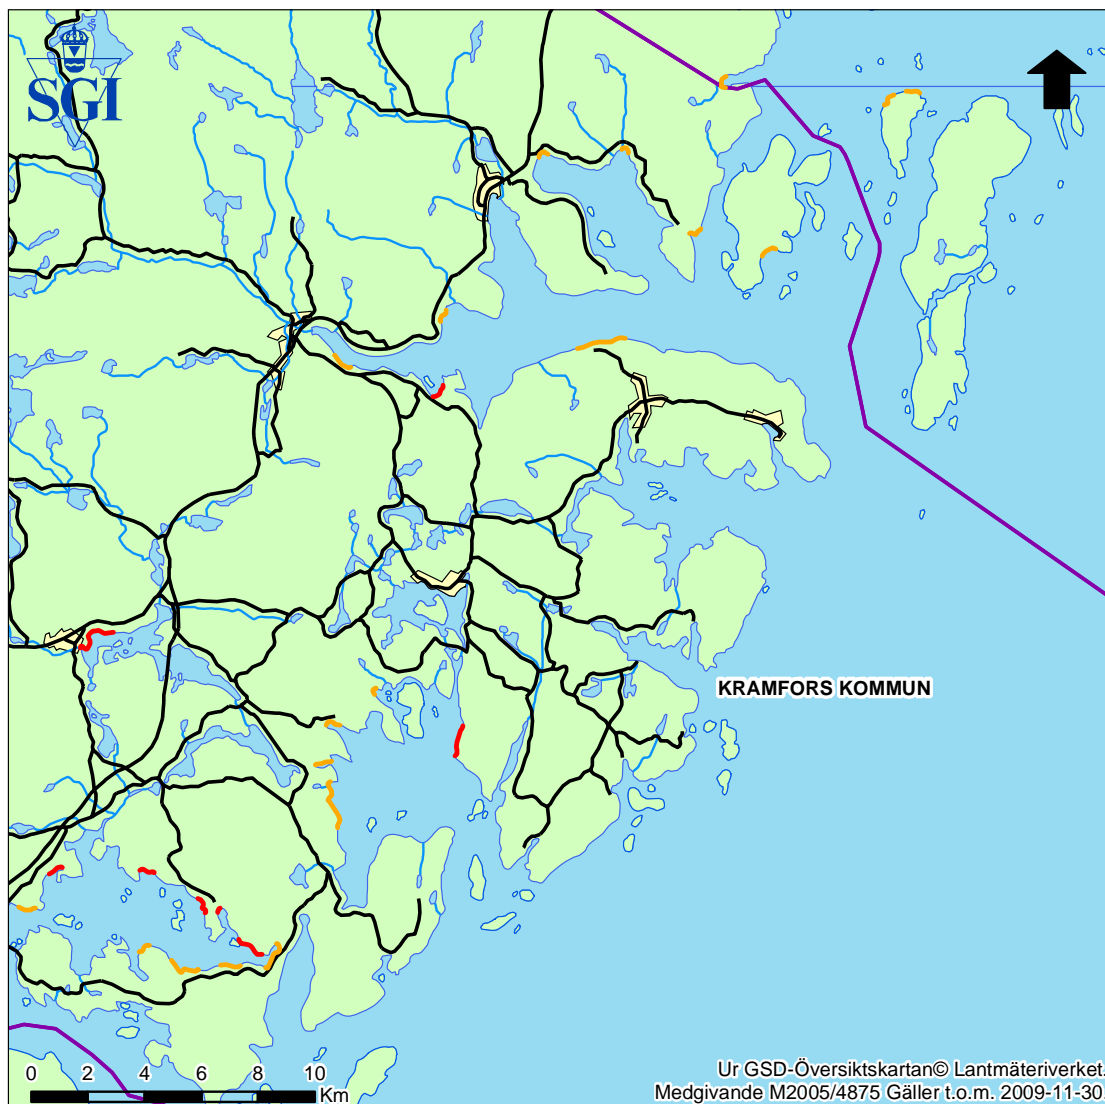 SGI
KRAMFORS KOMMUN
0 2 4 6 8 10
Km
Ur GSD-Översiktskartan© Lantmäteriverket.
Medgivande M2005/4875 Gäller t.o.m. 2009-11-30